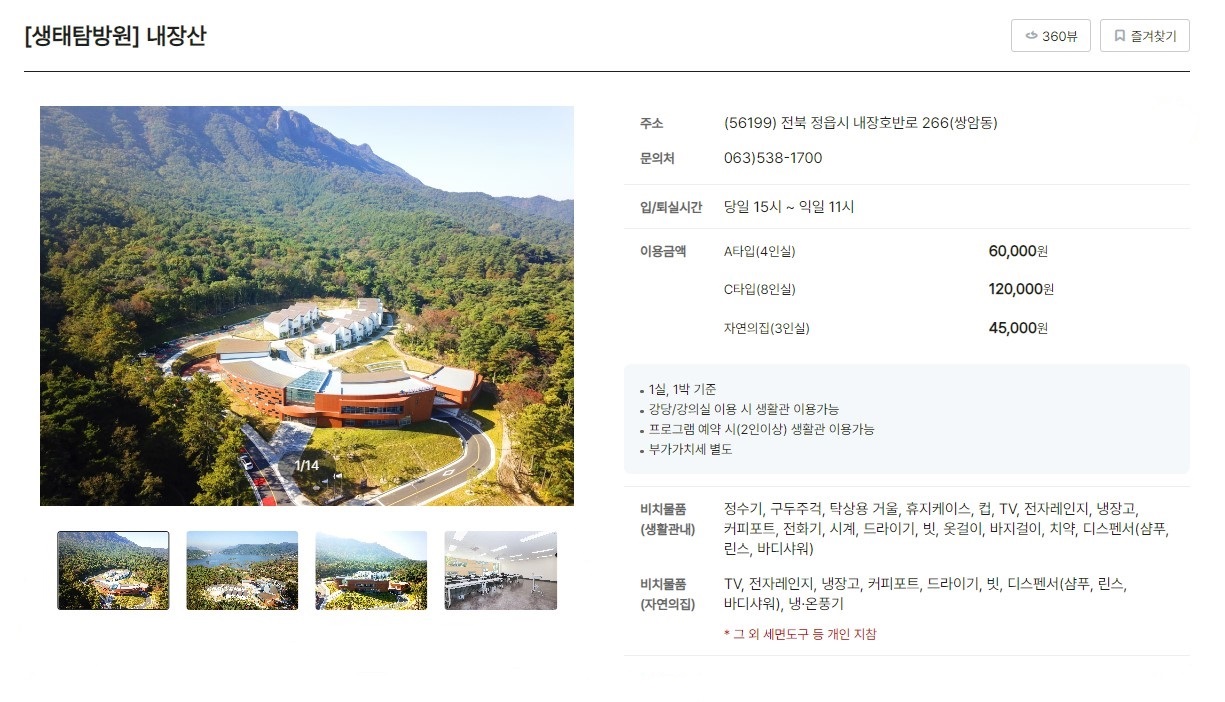 [생태탐방원] 내장산
360뷰
즐겨찾기
주소
(56199) 전북 정읍시 내장호반로 266(쌍암동)
문의처
063)538-1700
입/퇴실시간
당일 15시 ~ 익일 11시
이용금액
A타입(4인실)
60,000원
C타입(8인실)
120,000원
자연의집(3인실)
45,000원
1실, 1박 기준
강당/강의실 이용 시 생활관 이용가능
프로그램 예약 시(2인이상) 생활관 이용가능
부가가치세 별도
1/14
비치물품
(생활관내)
정수기, 구두주걱, 탁상용 거울, 휴지케이스, 컵, TV, 전자레인지, 냉장고,
커피포트, 전화기, 시계, 드라이기, 빗, 옷걸이, 바지걸이, 치약, 디스펜서(샴푸,
린스, 바디샤워)
비치물품
(자연의집)
TV, 전자레인지, 냉장고, 커피포트, 드라이기, 빗, 디스펜서(샴푸, 린스,
바디샤워), 냉·온풍기
* 그 외 세면도구 등 개인 지참